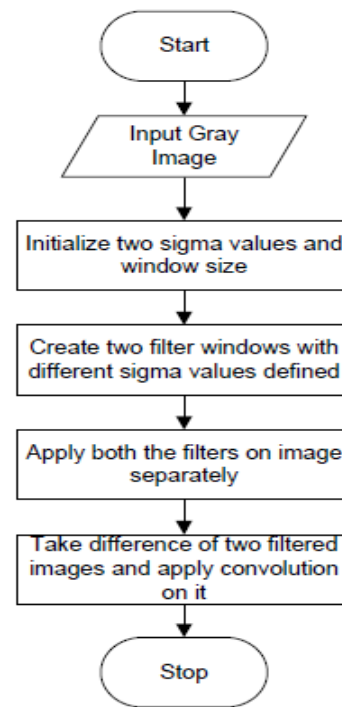 Start
Input Gray
Image
Initialize two sigma values and
window size
Create two filter windows with
different sigma values defined
Apply both the filters on image
separately
Take difference of two filtered
images and apply convolution
on it
Stop